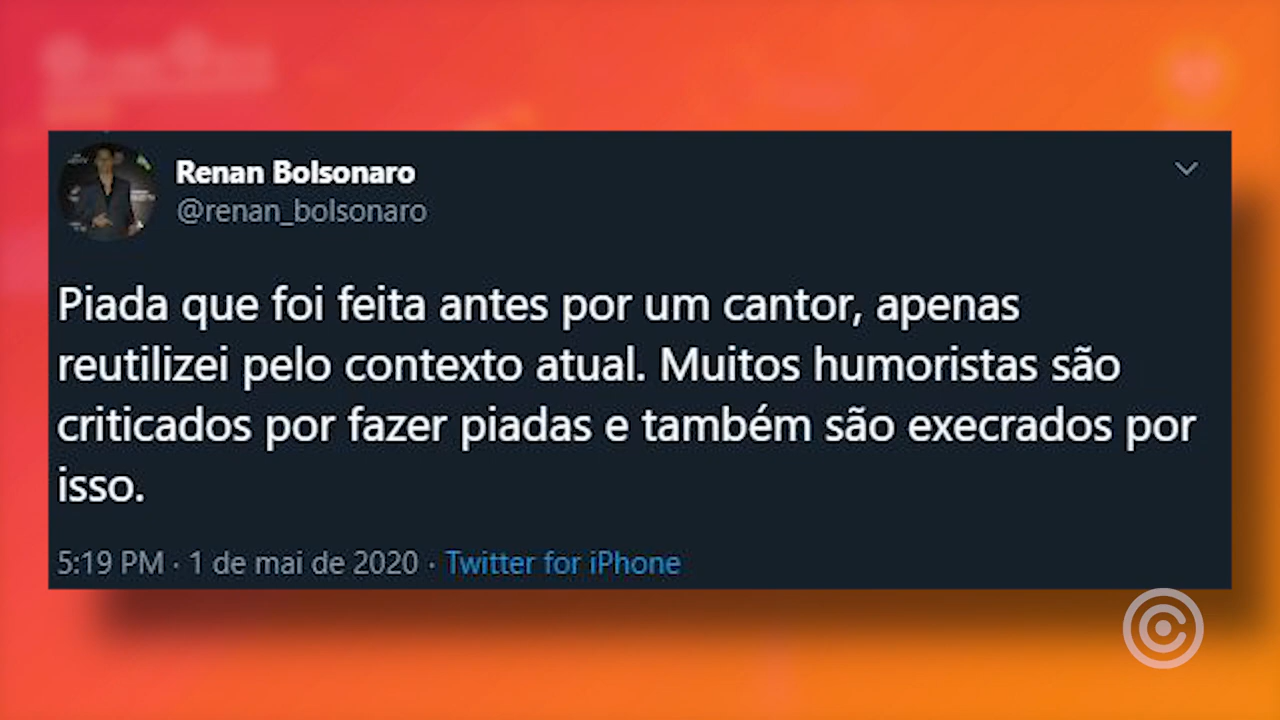 Renan Bolsonaro
@renan_bolsonaro
Piada que foi feita antes por um cantor, apenas
reutilizei pelo contexto atual. Muitos humoristas são
criticados por fazer piadas e também são execrados por
isso.
5:19 PM · 1 de mai de 2020 · Twitter for iPhone